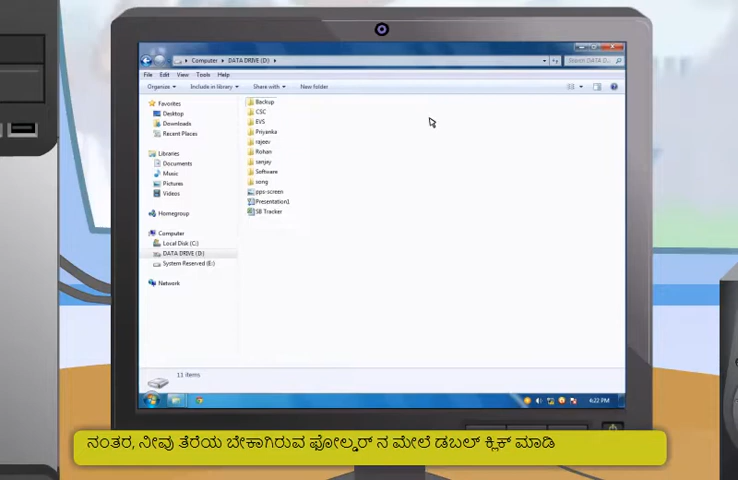 Computer ▸ DATA DRIVE (D:) ▸
Search DATA D...
File Edit View Tools Help
Organize Include in library Share with New folder
Favorites
Desktop
Downloads
Recent Places
Libraries
Documents
Music
Pictures
Videos
Homegroup
Computer
Local Disk (C:)
DATA DRIVE (D:)
System Reserved (E:)
Network
Backup
CSC
EVS
Priyanka
rajeev
Rohan
sanjay
Software
song
pps-screen
Presentation1
SB Tracker
11 items
6:22 PM
ನಂತರ, ನೀವು ತೆರೆಯ ಬೇಕಾಗಿರುವ ಫೋಲ್ಡರ್ ನ ಮೇಲೆ ಡಬಲ್ ಕ್ಲಿಕ್ ಮಾಡಿ